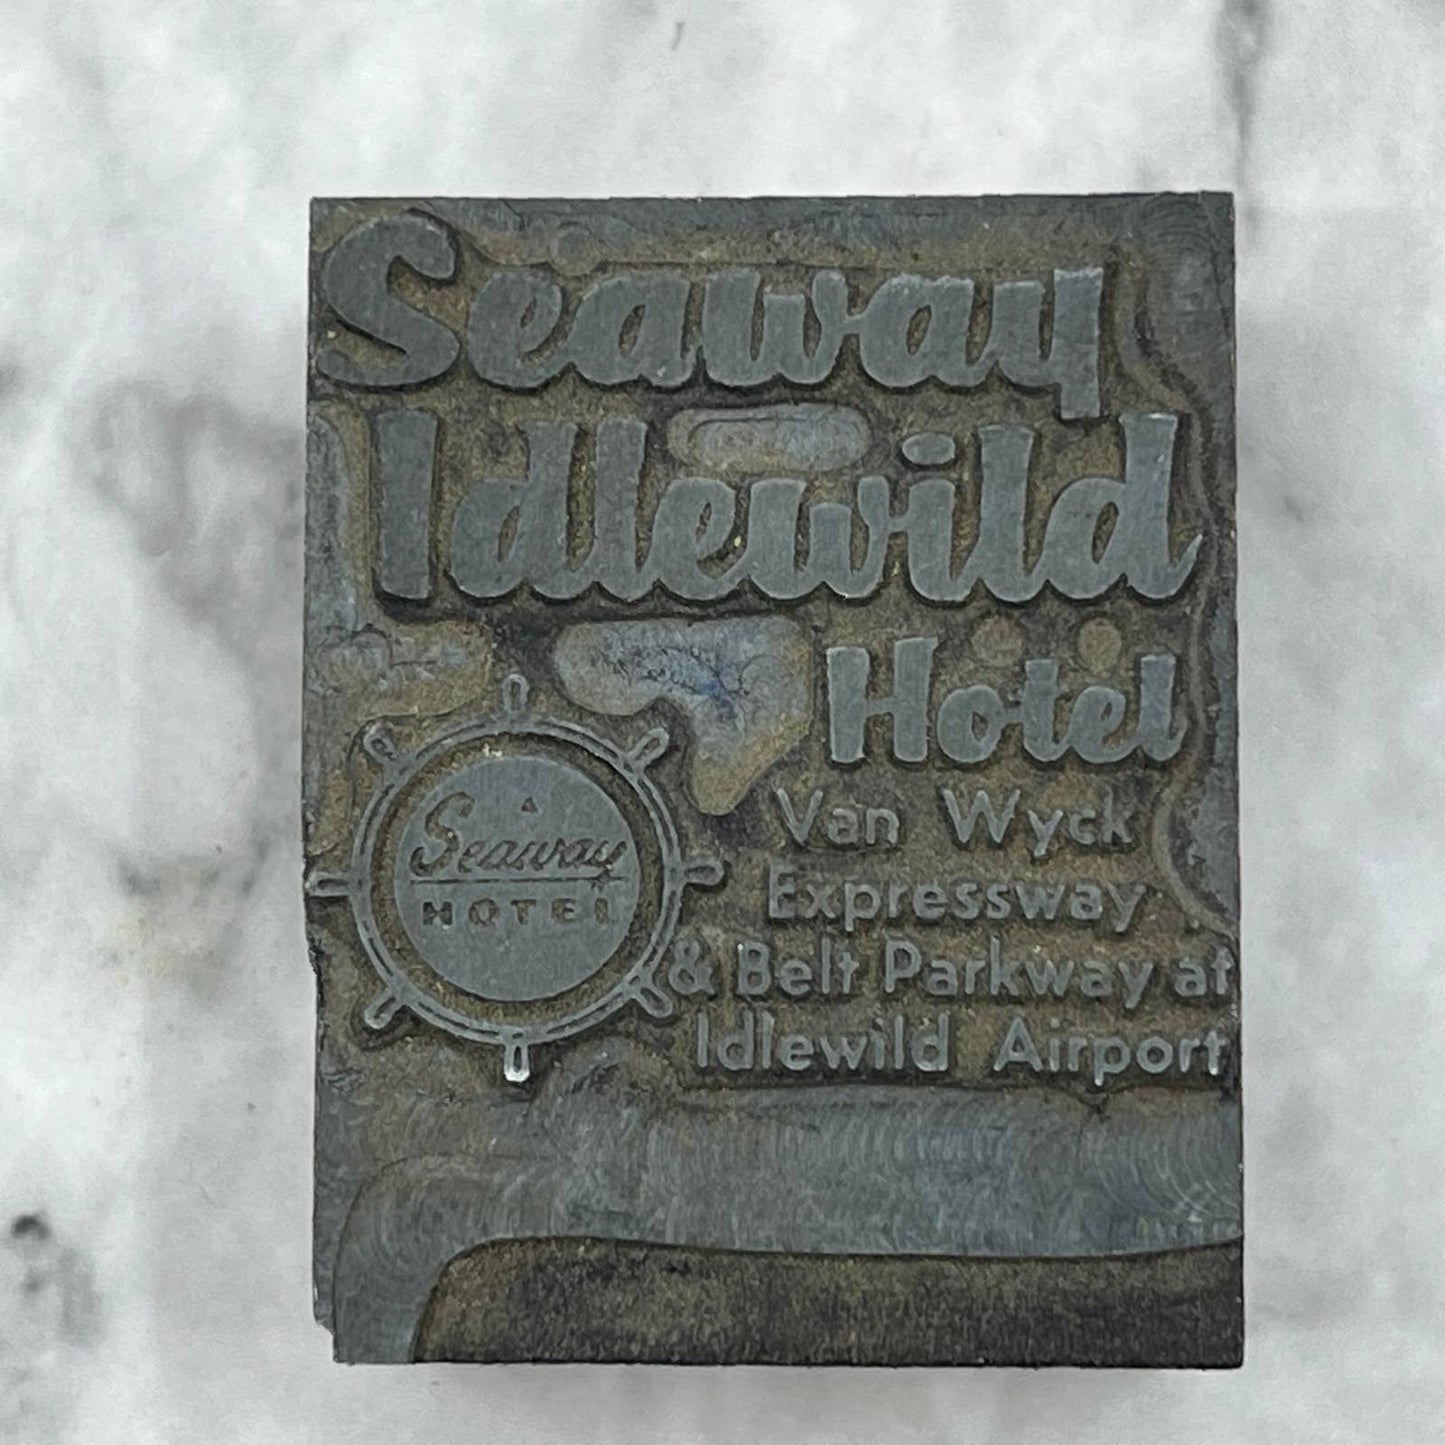 Seaway
Idlewild
Hotel
A
Seaway
HOTEL
Van Wyck
Expressway
& Belt Parkway at
Idlewild Airport